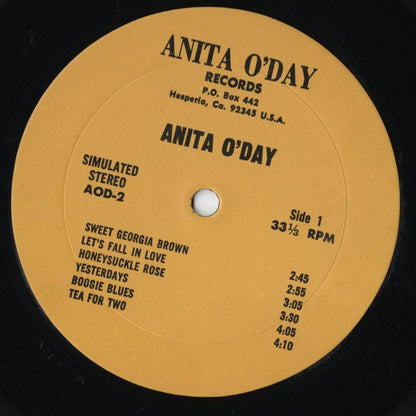 ANITA O'DAY
RECORDS
P.O. Box 442
Hesperia, Ca. 92345 U.S.A.
ANITA O'DAY
SIMULATED
STEREO
AOD-2
Side 1
33⅓ RPM
SWEET GEORGIA BROWN 2:45
LET'S FALL IN LOVE 2:55
HONEYSUCKLE ROSE 3:05
YESTERDAYS 3:30
BOOGIE BLUES 4:05
TEA FOR TWO 4:10